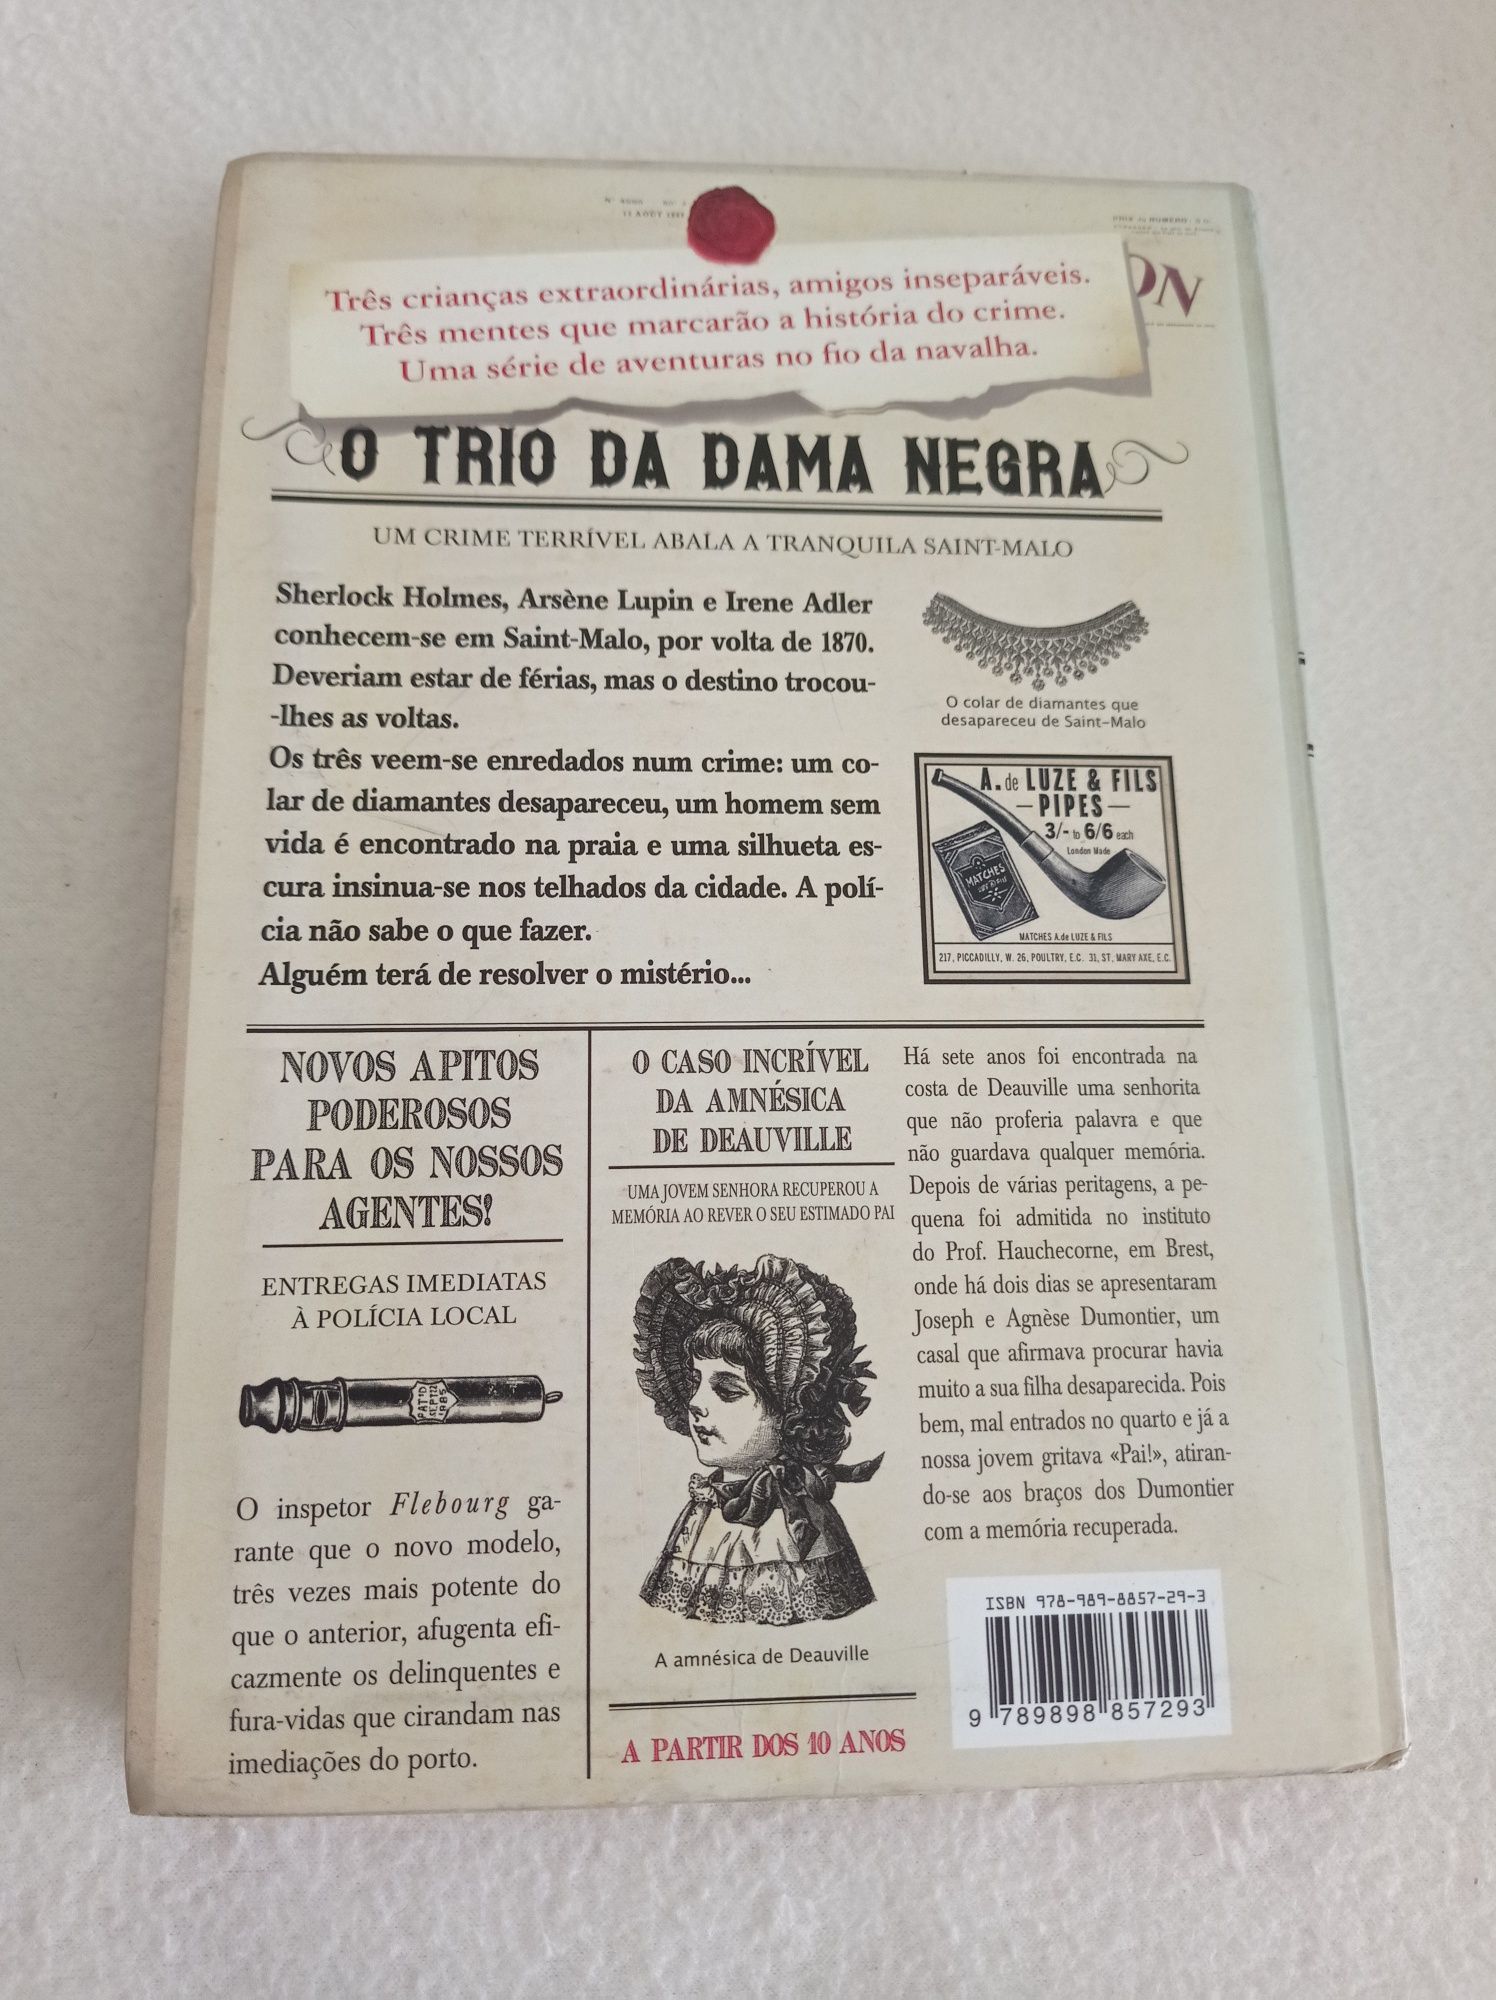 11 AOÛT
PRIX du NUMÉRO
ON
Três crianças extraordinárias, amigos inseparáveis.
Três mentes que marcarão a história do crime.
Uma série de aventuras no fio da navalha.
O TRIO DA DAMA NEGRA
UM CRIME TERRÍVEL ABALA A TRANQUILA SAINT-MALO
Sherlock Holmes, Arsène Lupin e Irene Adler
conhecem-se em Saint-Malo, por volta de 1870.
Deveriam estar de férias, mas o destino trocou-
-lhes as voltas.
Os três veem-se enredados num crime: um co-
lar de diamantes desapareceu, um homem sem
vida é encontrado na praia e uma silhueta es-
cura insinua-se nos telhados da cidade. A polí-
cia não sabe o que fazer.
Alguém terá de resolver o mistério...
O colar de diamantes que
desapareceu de Saint-Malo
A. de LUZE & FILS
—PIPES—
3/- to 6/6 each
London Made
MATCHES
MATCHES A.de LUZE & FILS
217, PICCADILLY, W. 26, POULTRY, E.C. 31, ST. MARY AXE, E.C.
NOVOS APITOS
PODEROSOS
PARA OS NOSSOS
AGENTES!
ENTREGAS IMEDIATAS
À POLÍCIA LOCAL
PAT'D
SEPT 12
1885
O inspetor Flebourg ga-
rante que o novo modelo,
três vezes mais potente do
que o anterior, afugenta efi-
cazmente os delinquentes e
fura-vidas que cirandam nas
imediações do porto.
O CASO INCRÍVEL
DA AMNÉSICA
DE DEAUVILLE
UMA JOVEM SENHORA RECUPEROU A
MEMÓRIA AO REVER O SEU ESTIMADO PAI
A amnésica de Deauville
A PARTIR DOS 10 ANOS
Há sete anos foi encontrada na
costa de Deauville uma senhorita
que não proferia palavra e que
não guardava qualquer memória.
Depois de várias peritagens, a pe-
quena foi admitida no instituto
do Prof. Hauchecorne, em Brest,
onde há dois dias se apresentaram
Joseph e Agnèse Dumontier, um
casal que afirmava procurar havia
muito a sua filha desaparecida. Pois
bem, mal entrados no quarto e já a
nossa jovem gritava «Pai!», atiran-
do-se aos braços dos Dumontier
com a memória recuperada.
ISBN 978-989-8857-29-3
9 789898 857293